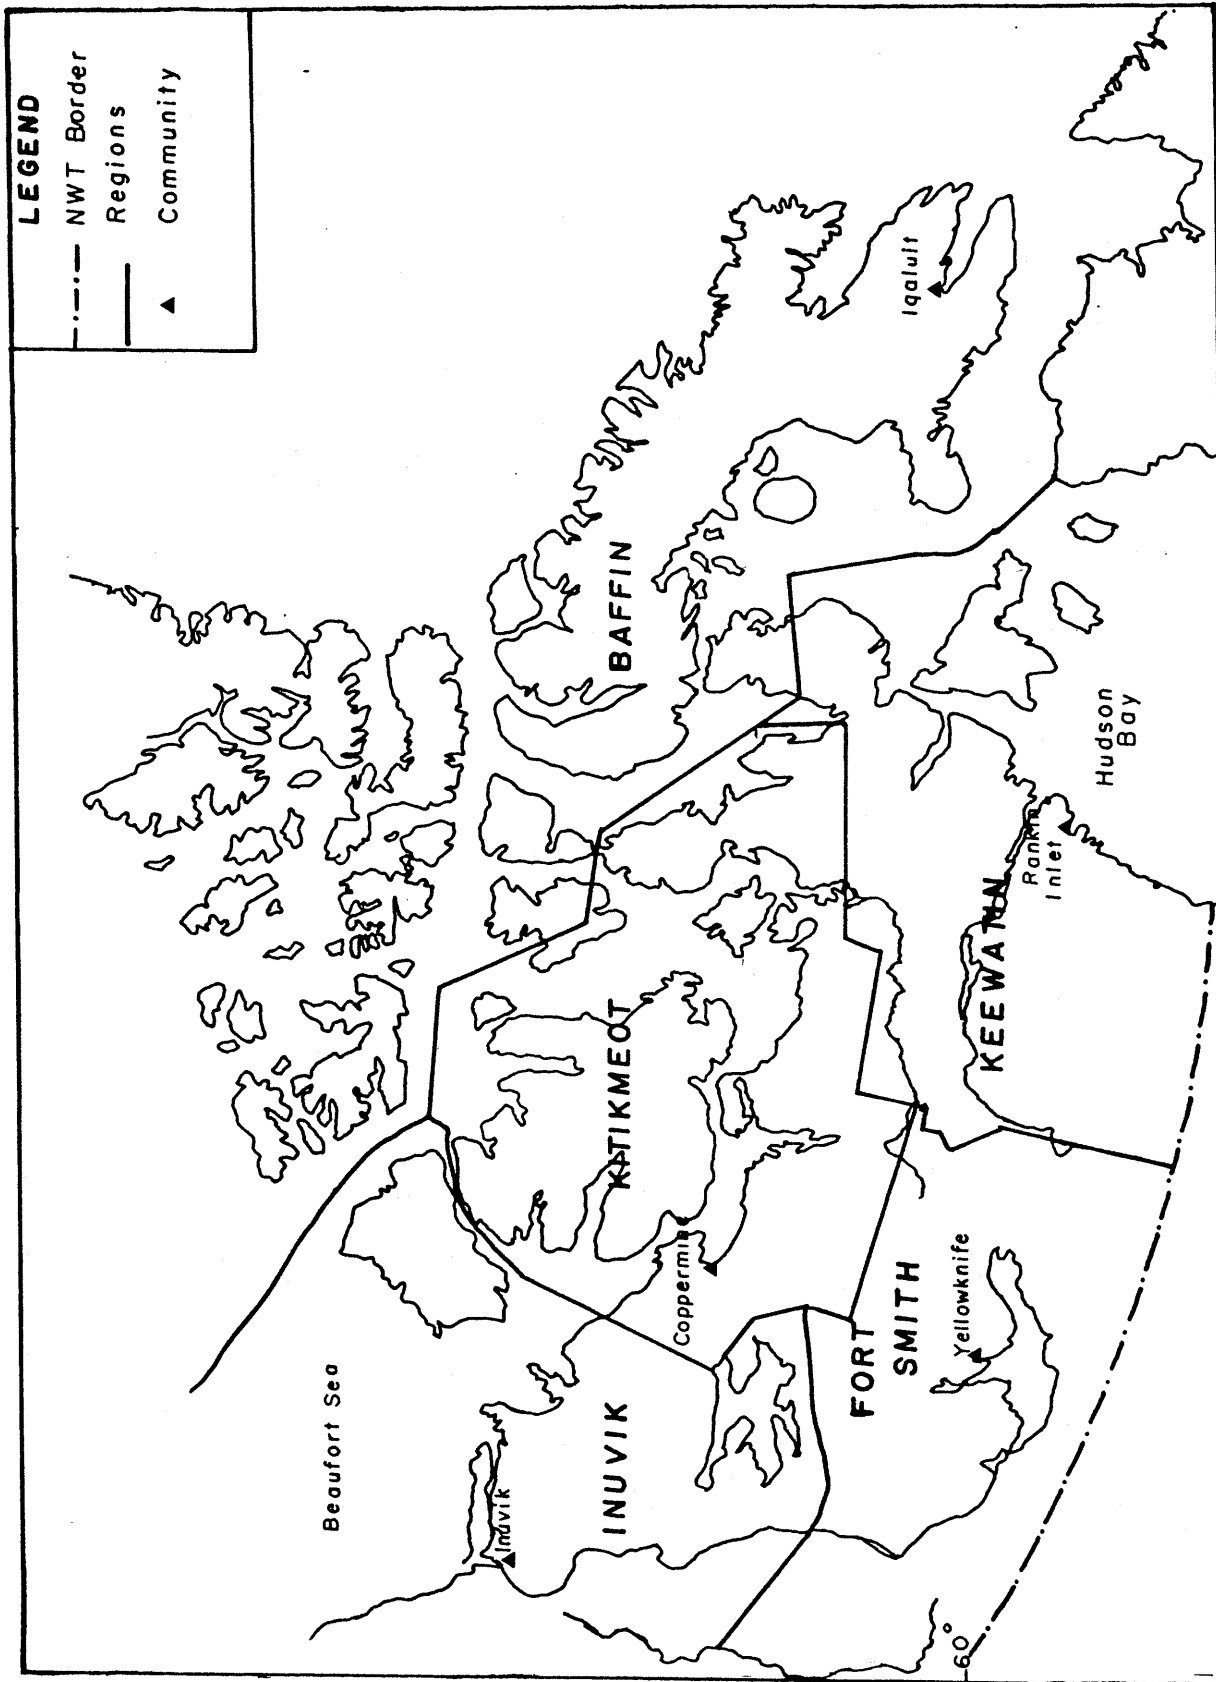 LEGEND
NWT Border
Regions
Community
Beaufort Sea
Inuvik
INUVIK
Coppermine
KITIKMEOT
BAFFIN
Iqaluit
FORT
SMITH
Yellowknife
KEEWATIN
Rankin
Inlet
Hudson
Bay
60°